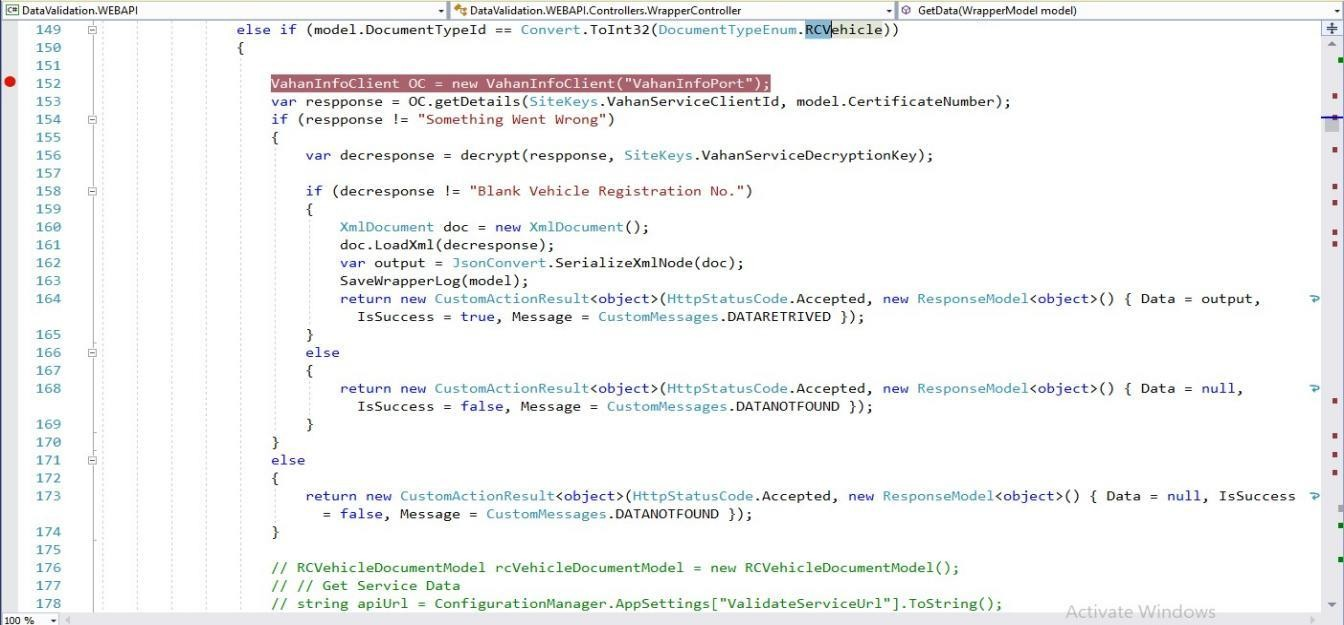 C# DataValidation.WEBAPI
DataValidation.WEBAPI.Controllers.WrapperController
GetData(WrapperModel model)
149 else if (model.DocumentTypeId == Convert.ToInt32(DocumentTypeEnum.RCVehicle))
150 {
151
152 VahanInfoClient OC = new VahanInfoClient("VahanInfoPort");
153 var respponse = OC.getDetails(SiteKeys.VahanServiceClientId, model.CertificateNumber);
154 if (respponse != "Something Went Wrong")
155 {
156 var decresponse = decrypt(respponse, SiteKeys.VahanServiceDecryptionKey);
157
158 if (decresponse != "Blank Vehicle Registration No.")
159 {
160 XmlDocument doc = new XmlDocument();
161 doc.LoadXml(decresponse);
162 var output = JsonConvert.SerializeXmlNode(doc);
163 SaveWrapperLog(model);
164 return new CustomActionResult<object>(HttpStatusCode.Accepted, new ResponseModel<object>() { Data = output,
IsSuccess = true, Message = CustomMessages.DATARETRIVED });
165 }
166 else
167 {
168 return new CustomActionResult<object>(HttpStatusCode.Accepted, new ResponseModel<object>() { Data = null,
IsSuccess = false, Message = CustomMessages.DATANOTFOUND });
169 }
170 }
171 else
172 {
173 return new CustomActionResult<object>(HttpStatusCode.Accepted, new ResponseModel<object>() { Data = null, IsSuccess
= false, Message = CustomMessages.DATANOTFOUND });
174 }
175
176 // RCVehicleDocumentModel rcVehicleDocumentModel = new RCVehicleDocumentModel();
177 // // Get Service Data
178 // string apiUrl = ConfigurationManager.AppSettings["ValidateServiceUrl"].ToString();
Activate Windows
100 %